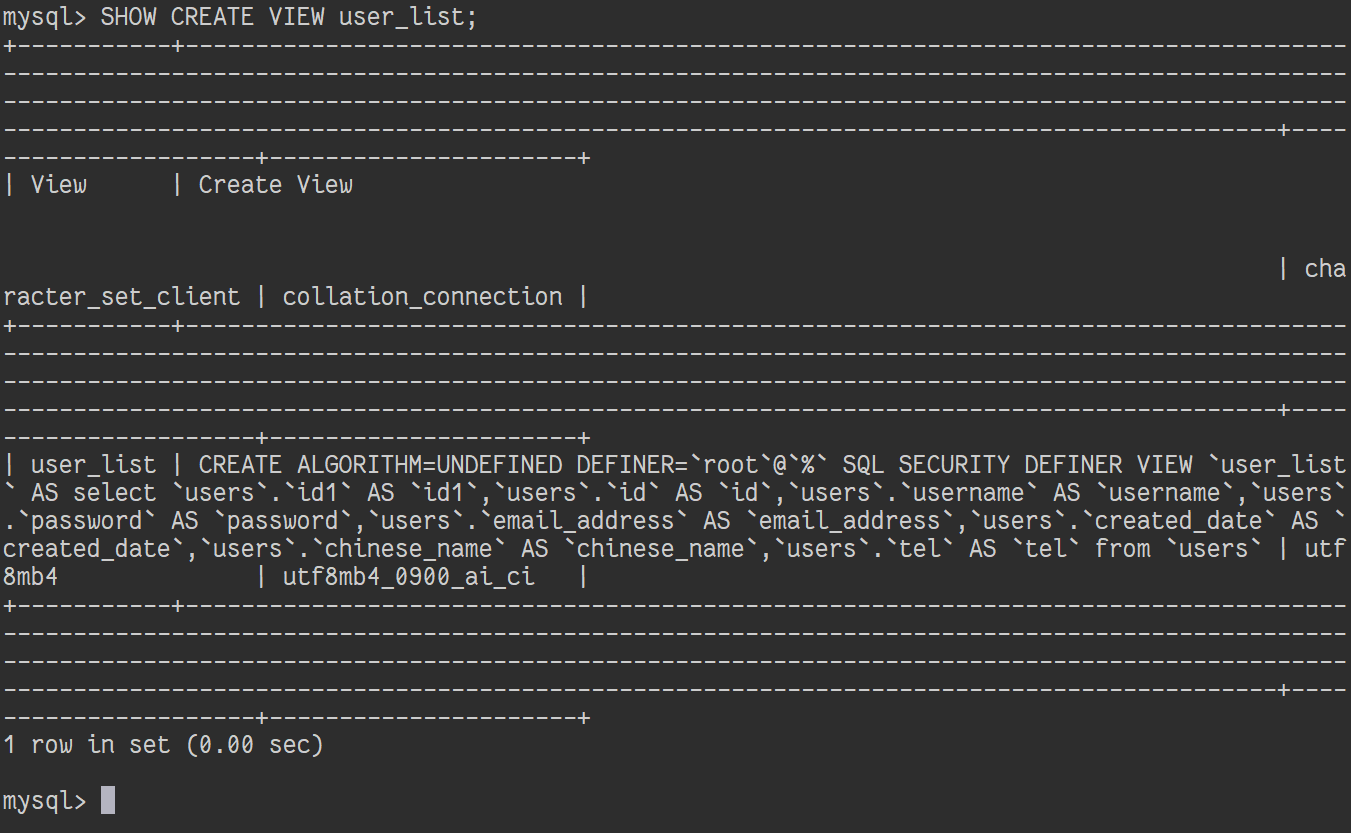 mysql> SHOW CREATE VIEW user_list;
+-----------+-----------------------------------------------------------------------------------
------------------------------------------------------------------------------------------------
------------------------------------------------------------------------------------------------
-------------------------------------------------------------------------------------------+----
------------------+----------------------+
| View      | Create View
| cha
racter_set_client | collation_connection |
+-----------+-----------------------------------------------------------------------------------
------------------------------------------------------------------------------------------------
------------------------------------------------------------------------------------------------
-------------------------------------------------------------------------------------------+----
------------------+----------------------+
| user_list | CREATE ALGORITHM=UNDEFINED DEFINER=`root`@`%` SQL SECURITY DEFINER VIEW `user_list
` AS select `users`.`id1` AS `id1`,`users`.`id` AS `id`,`users`.`username` AS `username`,`users`
.`password` AS `password`,`users`.`email_address` AS `email_address`,`users`.`created_date` AS `
created_date`,`users`.`chinese_name` AS `chinese_name`,`users`.`tel` AS `tel` from `users` | utf
8mb4              | utf8mb4_0900_ai_ci   |
+-----------+-----------------------------------------------------------------------------------
------------------------------------------------------------------------------------------------
------------------------------------------------------------------------------------------------
-------------------------------------------------------------------------------------------+----
------------------+----------------------+
1 row in set (0.00 sec)
mysql>